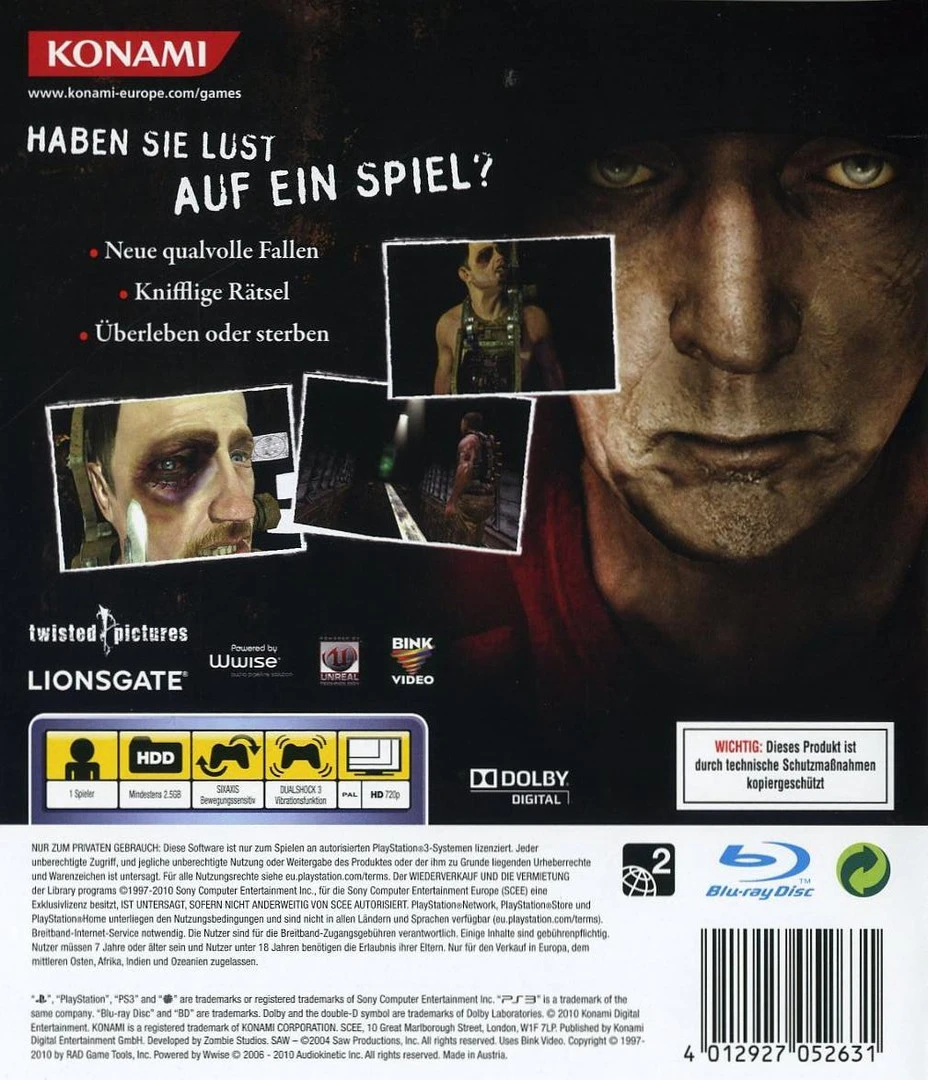 KONAMI
www.konami-europe.com/games
HABEN SIE LUST
AUF EIN SPIEL?
• Neue qualvolle Fallen
• Knifflige Rätsel
• Überleben oder sterben
twisted pictures
LIONSGATE®
Powered by
Wwise
audio pipeline solution
POWERED BY
UNREAL
TECHNOLOGY
BINK
VIDEO
HDD
1 Spieler
Mindestens 2.5GB
SIXAXIS
Bewegungssensitiv
DUALSHOCK 3
Vibrationsfunktion
PAL
HD 720p
DOLBY
DIGITAL
WICHTIG: Dieses Produkt ist
durch technische Schutzmaßnahmen
kopiergeschützt
NUR ZUM PRIVATEN GEBRAUCH: Diese Software ist nur zum Spielen an autorisierten PlayStation®3-Systemen lizenziert. Jeder
unberechtigte Zugriff, und jegliche unberechtigte Nutzung oder Weitergabe des Produktes oder der ihm zu Grunde liegenden Urheberrechte
und Warenzeichen ist untersagt. Für alle Nutzungsrechte siehe eu.playstation.com/terms. Der WIEDERVERKAUF UND DIE VERMIETUNG
der Library programs ©1997-2010 Sony Computer Entertainment Inc., für die Sony Computer Entertainment Europe (SCEE) eine
Exklusivlizenz besitzt, IST UNTERSAGT, SOFERN NICHT ANDERWEITIG VON SCEE AUTORISIERT. PlayStation®Network, PlayStation®Store und
PlayStation®Home unterliegen den Nutzungsbedingungen und sind nicht in allen Ländern und Sprachen verfügbar (eu.playstation.com/terms).
Breitband-Internet-Service notwendig. Die Nutzer sind für die Breitband-Zugangsgebühren verantwortlich. Einige Inhalte sind gebührenpflichtig.
Nutzer müssen 7 Jahre oder älter sein und Nutzer unter 18 Jahren benötigen die Erlaubnis ihrer Eltern. Nur für den Verkauf in Europa, dem
mittleren Osten, Afrika, Indien und Ozeanien zugelassen.
2
Blu-ray Disc
TM
"", "PlayStation", "PS3" and "" are trademarks or registered trademarks of Sony Computer Entertainment Inc. "PS3" is a trademark of the
same company. "Blu-ray Disc" and "BD" are trademarks. Dolby and the double-D symbol are trademarks of Dolby Laboratories. © 2010 Konami Digital
Entertainment. KONAMI is a registered trademark of KONAMI CORPORATION. SCEE, 10 Great Marlborough Street, London, W1F 7LP. Published by Konami
Digital Entertainment GmbH. Developed by Zombie Studios. SAW – ©2004 Saw Productions, Inc. All rights reserved. Uses Bink Video. Copyright © 1997-
2010 by RAD Game Tools, Inc. Powered by Wwise © 2006 - 2010 Audiokinetic Inc. All rights reserved. Made in Austria.
4 012927 052631